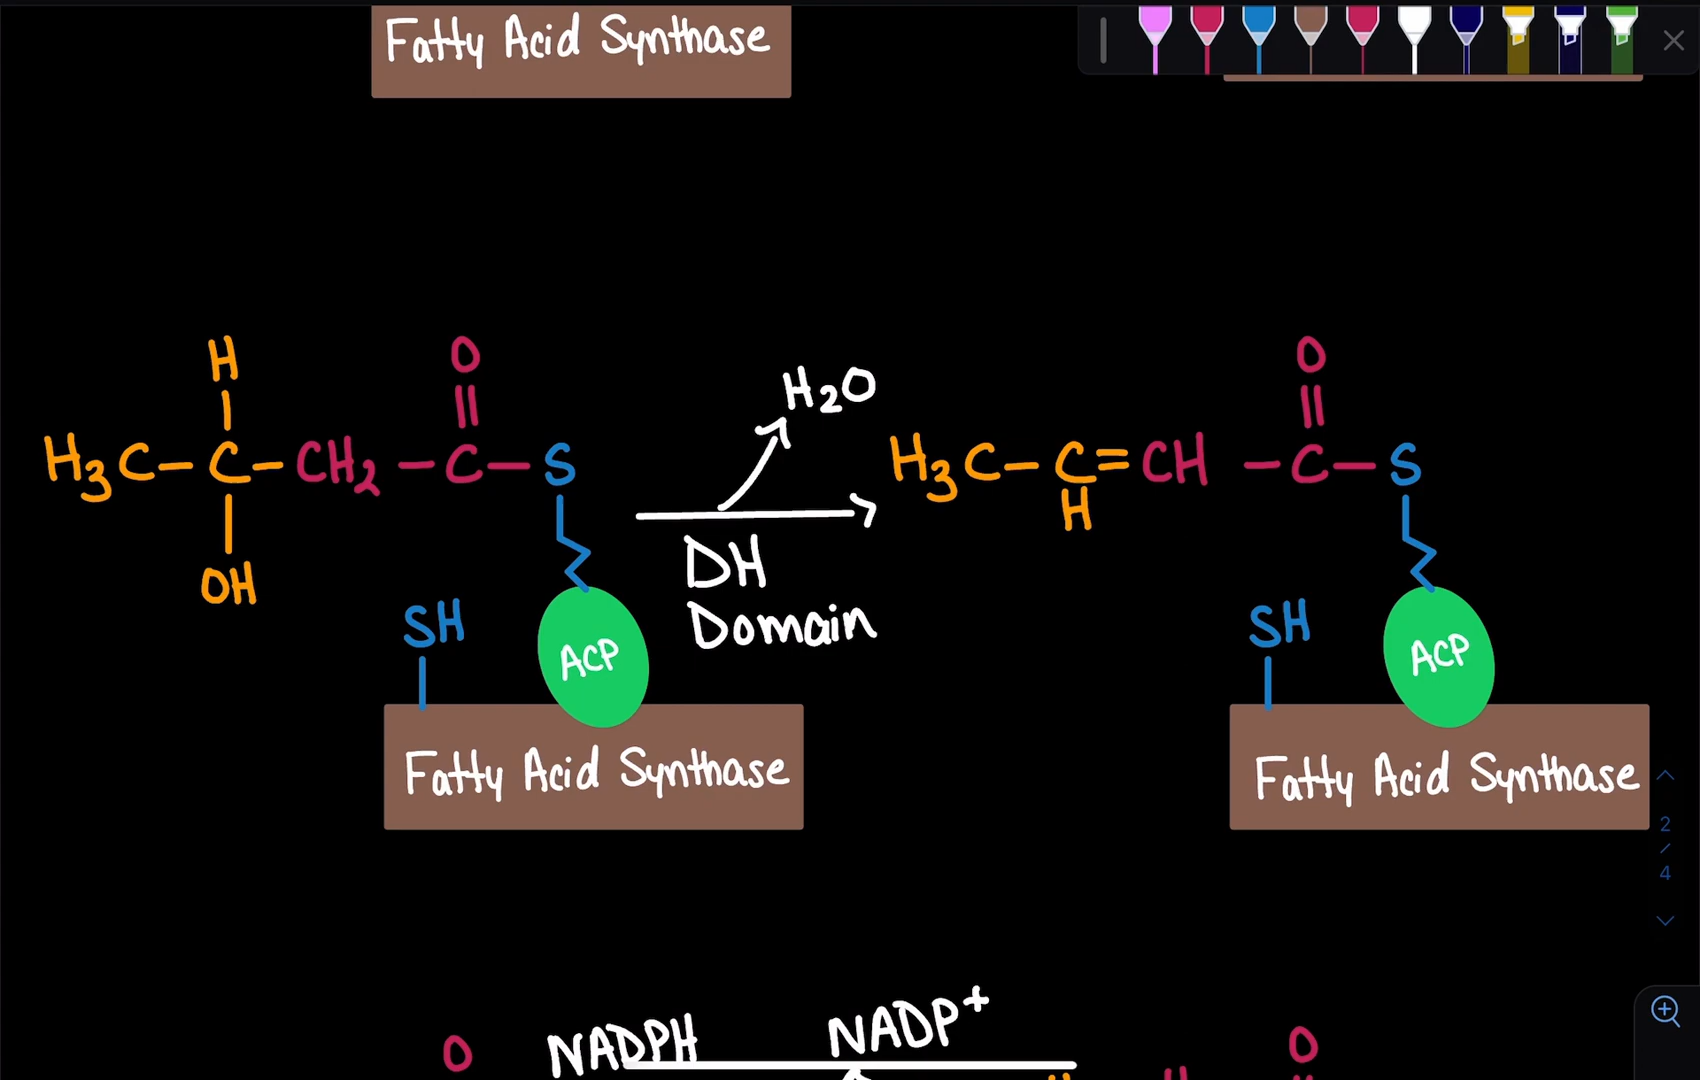 Fatty Acid Synthase
H O H2O O
H3C-C-CH2-C-S H3C-C=CH-C-S
H
OH
DH
Domain
SH ACP SH ACP
Fatty Acid Synthase Fatty Acid Synthase
2
/
4
NADPH NADP+
O O